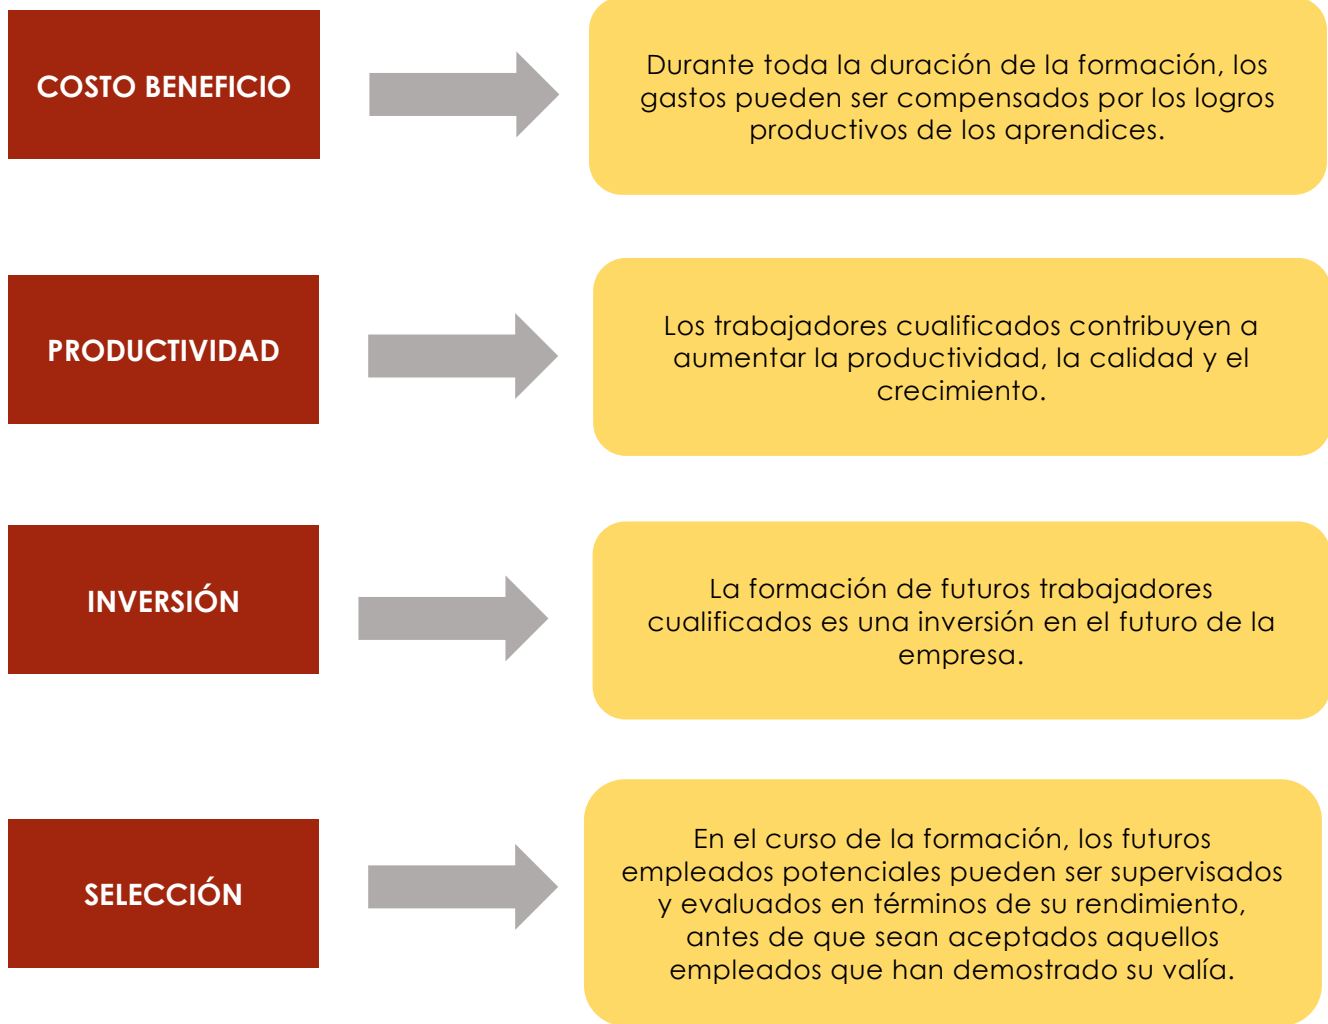 COSTO BENEFICIO
Durante toda la duración de la formación, los
gastos pueden ser compensados por los logros
productivos de los aprendices.
PRODUCTIVIDAD
Los trabajadores cualificados contribuyen a
aumentar la productividad, la calidad y el
crecimiento.
INVERSIÓN
La formación de futuros trabajadores
cualificados es una inversión en el futuro de la
empresa.
SELECCIÓN
En el curso de la formación, los futuros
empleados potenciales pueden ser supervisados
y evaluados en términos de su rendimiento,
antes de que sean aceptados aquellos
empleados que han demostrado su valía.